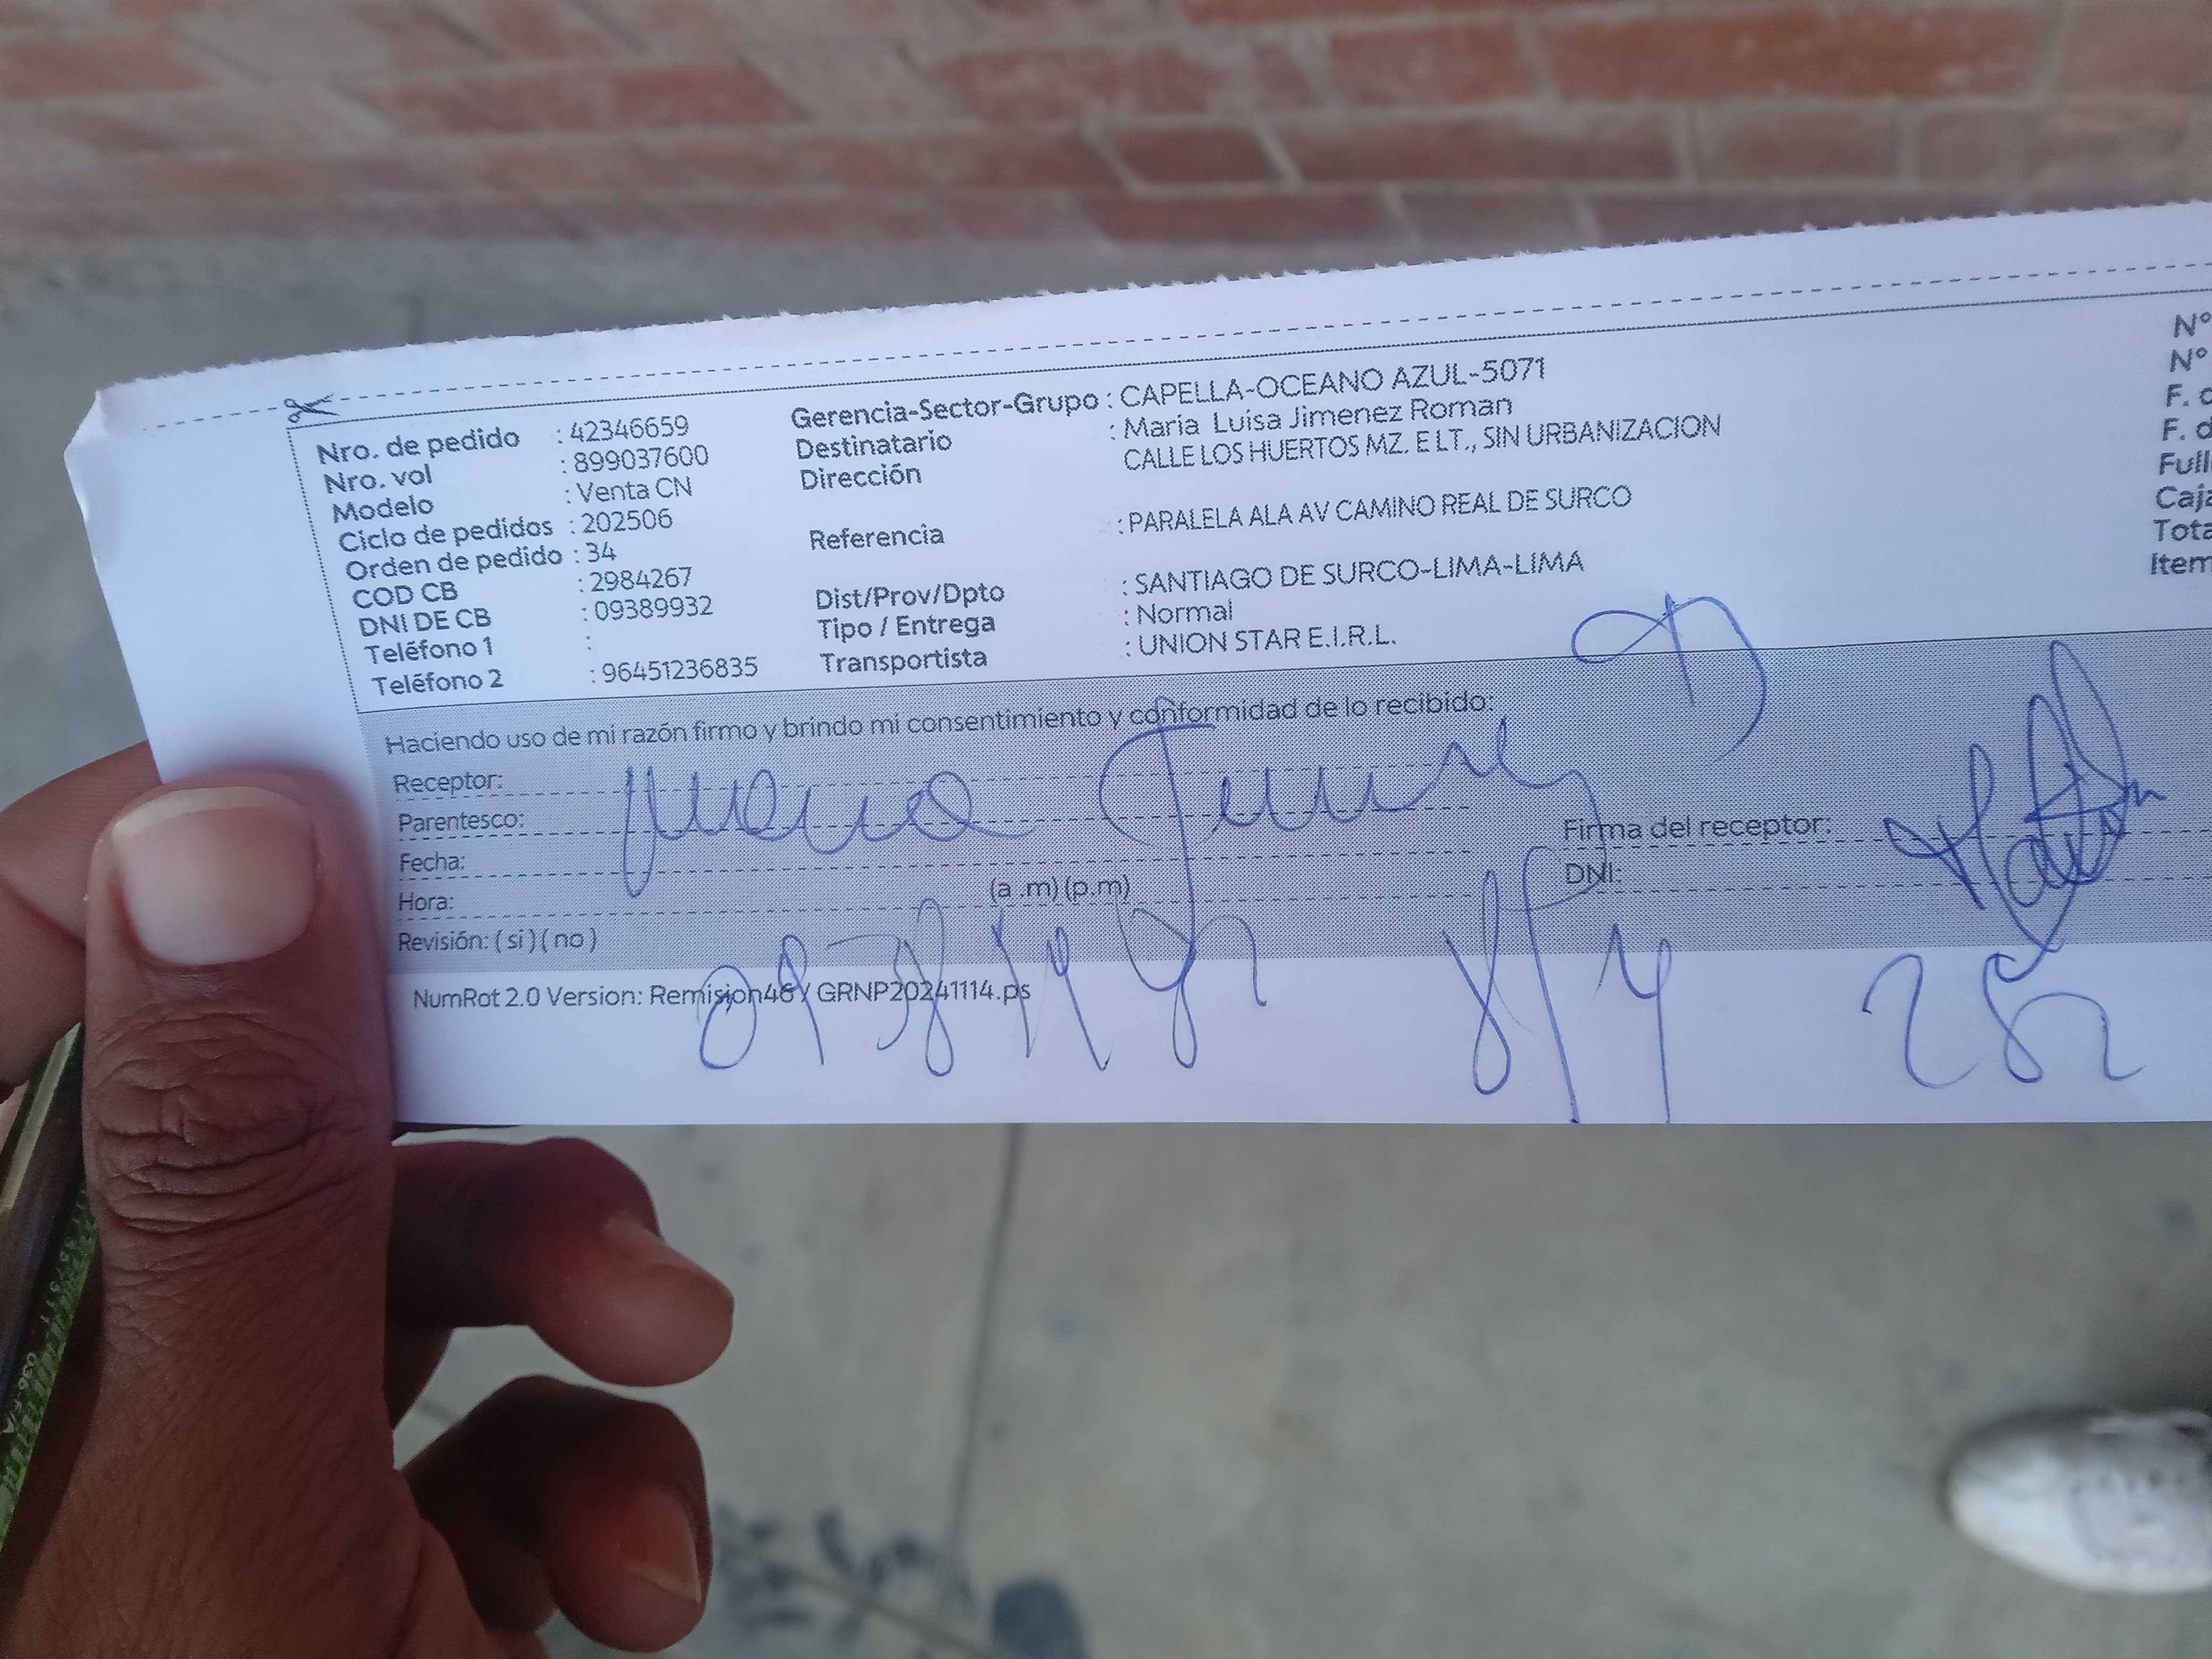 Nro. de pedido : 42346659
Nro. vol : 899037600
Modelo : Venta CN
Ciclo de pedidos : 202506
Orden de pedido : 34
COD CB : 2984267
DNI DE CB : 09389932
Teléfono 1 :
Teléfono 2 : 96451236835
Gerencia-Sector-Grupo : CAPELLA-OCEANO AZUL-5071
Destinatario : Maria Luisa Jimenez Roman
Dirección CALLE LOS HUERTOS MZ. E LT., SIN URBANIZACION
Referencia : PARALELA ALA AV CAMINO REAL DE SURCO
Dist/Prov/Dpto : SANTIAGO DE SURCO-LIMA-LIMA
Tipo / Entrega : Normal
Transportista : UNION STAR E.I.R.L.
Nº
Nº
F. d
F. d
Full
Caja
Tota
Item
Haciendo uso de mi razón firmo y brindo mi consentimiento y conformidad de lo recibido:
Receptor:
Parentesco:
Fecha:
Hora: (a .m) (p.m)
Revisión: ( si ) ( no )
Firma del receptor:
DNI:
8/4 25
NumRot 2.0 Version: Remision46 / GRNP20241114.ps